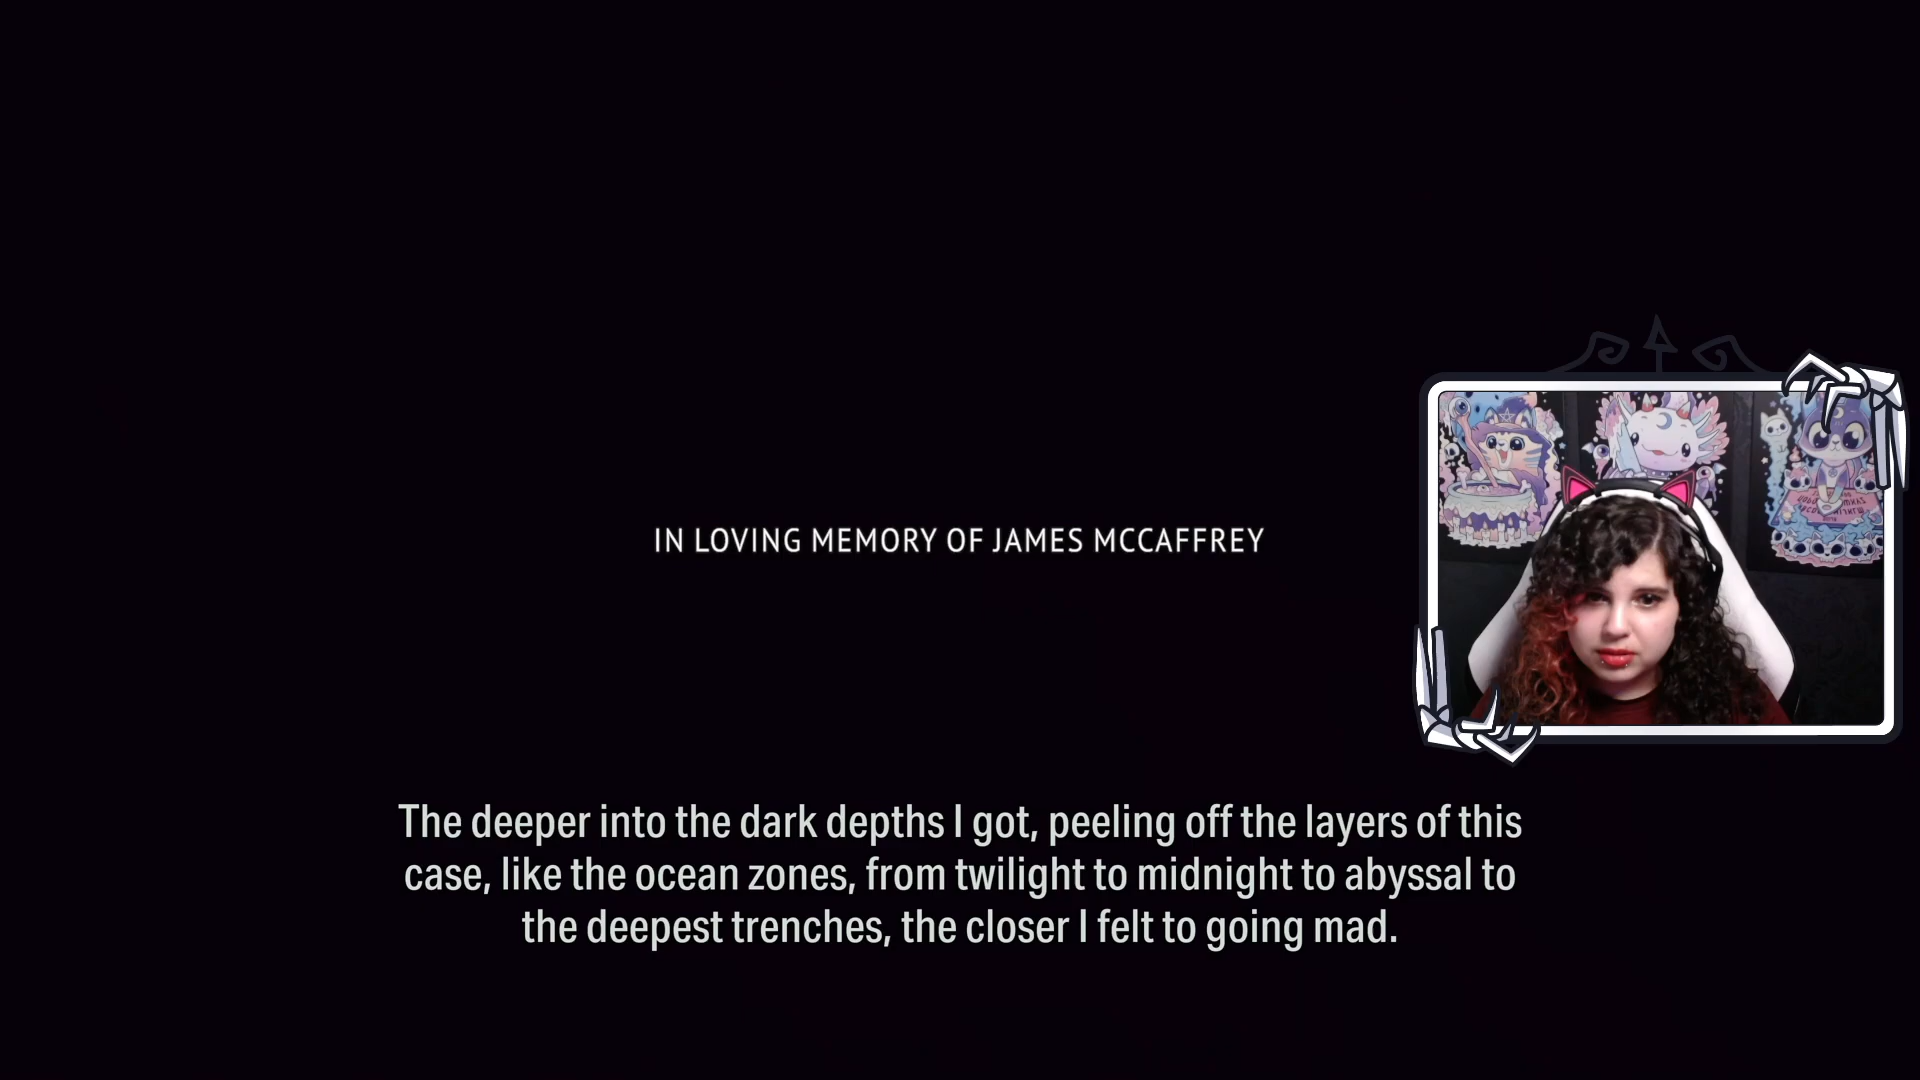 IN LOVING MEMORY OF JAMES MCCAFFREY
The deeper into the dark depths I got, peeling off the layers of this
case, like the ocean zones, from twilight to midnight to abyssal to
the deepest trenches, the closer I felt to going mad.